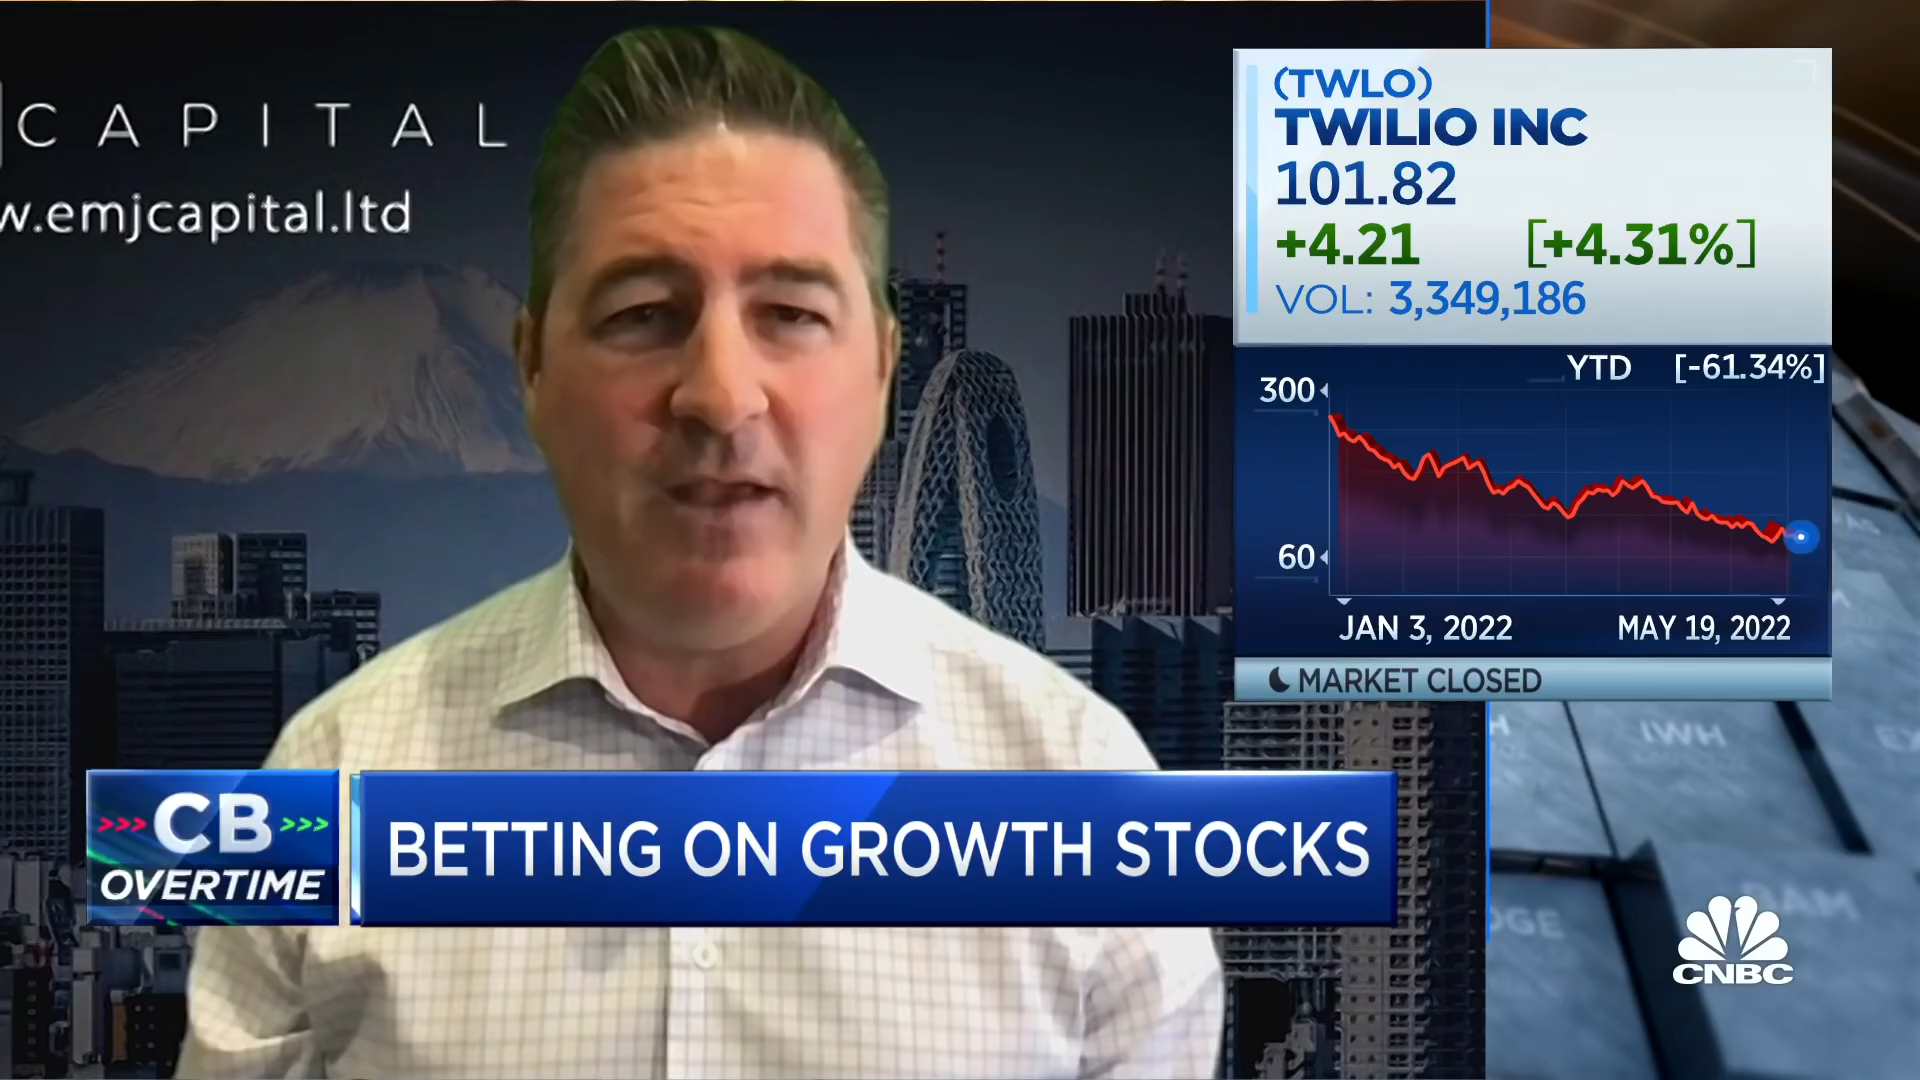 CAPITAL
w.emjcapital.ltd
(TWLO)
TWILIO INC
101.82
+4.21 [+4.31%]
VOL: 3,349,186
YTD [-61.34%]
300
60
JAN 3, 2022 MAY 19, 2022
MARKET CLOSED
IWH
>>> CB >>>
OVERTIME
BETTING ON GROWTH STOCKS
CNBC